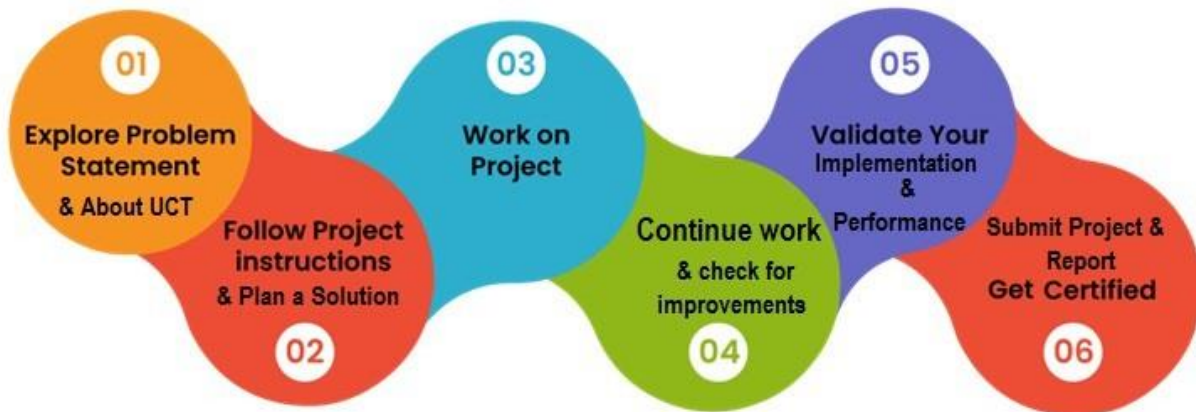 01
Explore Problem
Statement
& About UCT
Follow Project
instructions
& Plan a Solution
02
03
Work on
Project
Continue work
& check for
improvements
04
05
Validate Your
Implementation
&
Performance
Submit Project &
Report
Get Certified
06